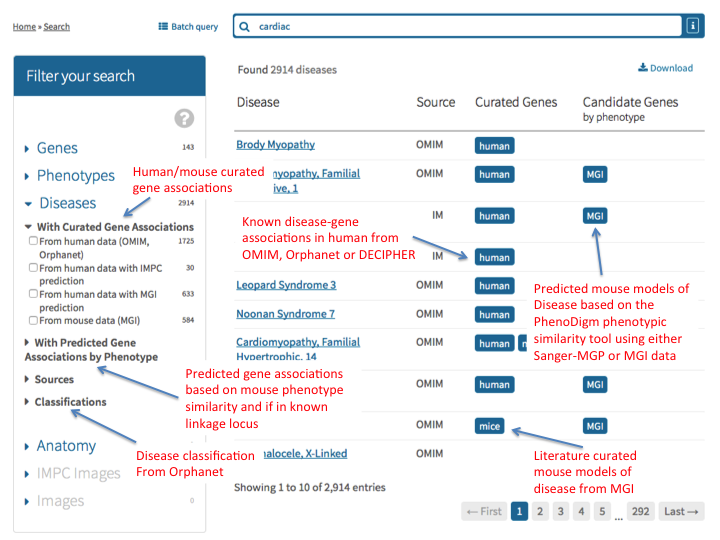 Home » Search
Batch query
cardiac
i
Filter your search
?
Genes 143
Phenotypes
Diseases 2914
With Curated Gene Associations
From human data (OMIM, 1725
Orphanet)
From human data with IMPC 30
prediction
From human data with MGI 633
prediction
From mouse data (MGI) 584
With Predicted Gene
Associations by Phenotype
Sources
Classifications
Anatomy
IMPC Images
Images 0
Human/mouse curated
gene associations
Predicted gene associations
based on mouse phenotype
similarity and if in known
linkage locus
Disease classification
From Orphanet
Found 2914 diseases
Download
Disease Source Curated Genes Candidate Genes
by phenotype
Brody Myopathy OMIM human
yopathy, Familial OMIM human MGI
ive, 1
IM human MGI
Known disease-gene
associations in human from
OMIM, Orphanet or DECIPHER
IM human
Leopard Syndrome 3 OMIM human
Noonan Syndrome 7 OMIM human
Cardiomyopathy, Familial OMIM human
Hypertrophic, 14
Predicted mouse models of
Disease based on the
PhenoDigm phenotypic
similarity tool using either
Sanger-MGP or MGI data
OMIM human MGI
OMIM mice MGI
alocele, X-Linked OMIM
Literature curated
mouse models of
disease from MGI
Showing 1 to 10 of 2,914 entries
← First 1 2 3 4 5 ... 292 Last →